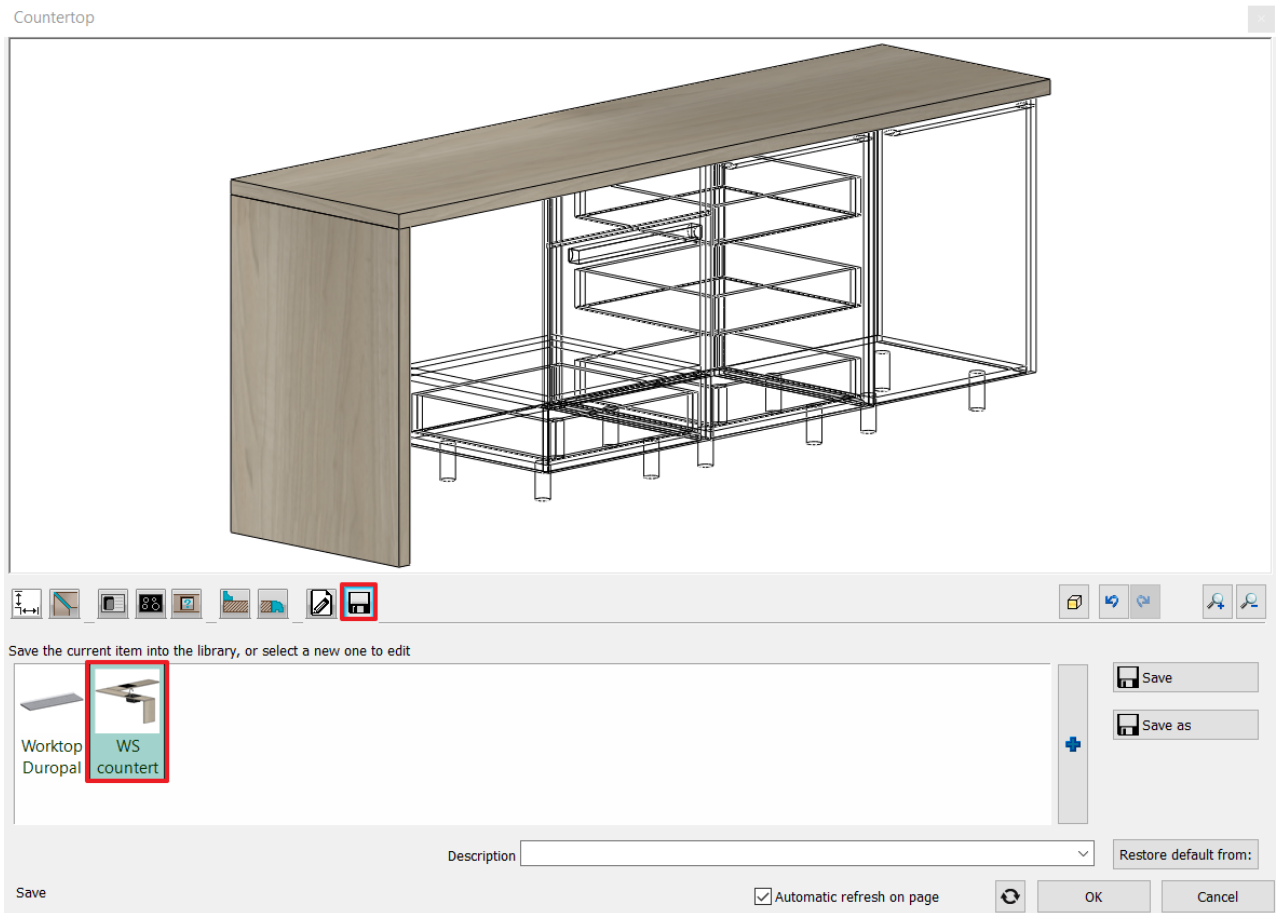 Countertop
Save the current item into the library, or select a new one to edit
Worktop
Duropal
WS
countert
Save
Save as
Description
Restore default from:
Save
Automatic refresh on page
OK
Cancel